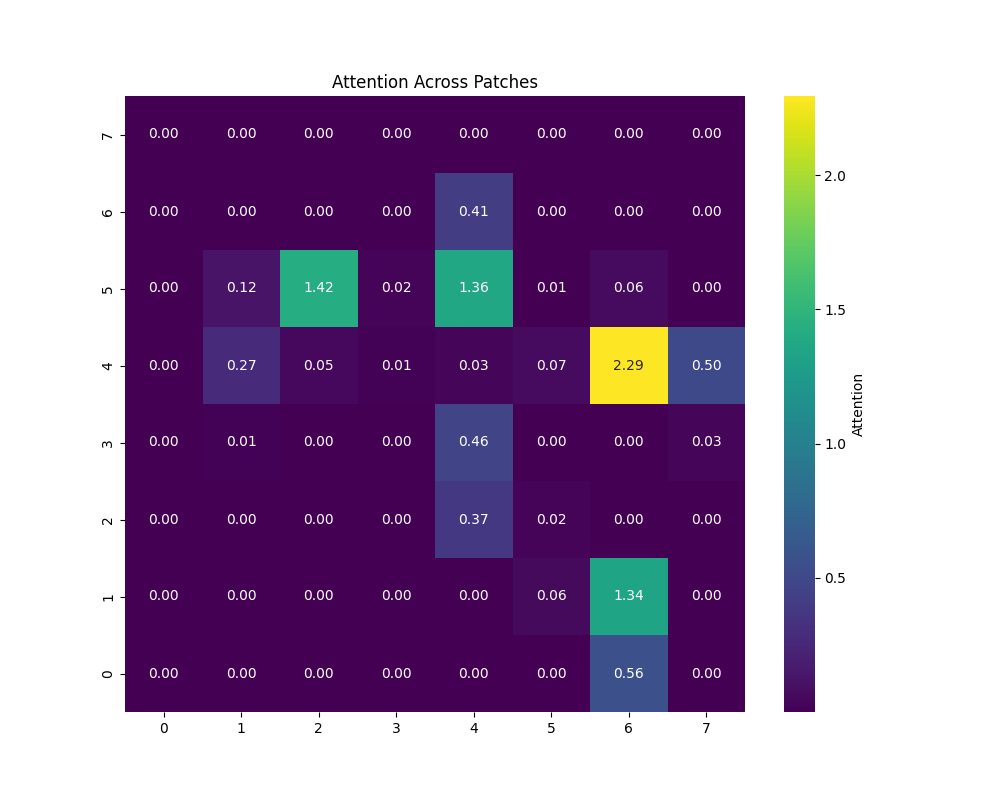 Attention Across Patches
7 0.00 0.00 0.00 0.00 0.00 0.00 0.00 0.00
6 0.00 0.00 0.00 0.00 0.41 0.00 0.00 0.00
5 0.00 0.12 1.42 0.02 1.36 0.01 0.06 0.00
4 0.00 0.27 0.05 0.01 0.03 0.07 2.29 0.50
3 0.00 0.01 0.00 0.00 0.46 0.00 0.00 0.03
2 0.00 0.00 0.00 0.00 0.37 0.02 0.00 0.00
1 0.00 0.00 0.00 0.00 0.00 0.06 1.34 0.00
0 0.00 0.00 0.00 0.00 0.00 0.00 0.56 0.00
0 1 2 3 4 5 6 7
2.0
1.5
1.0
0.5
Attention